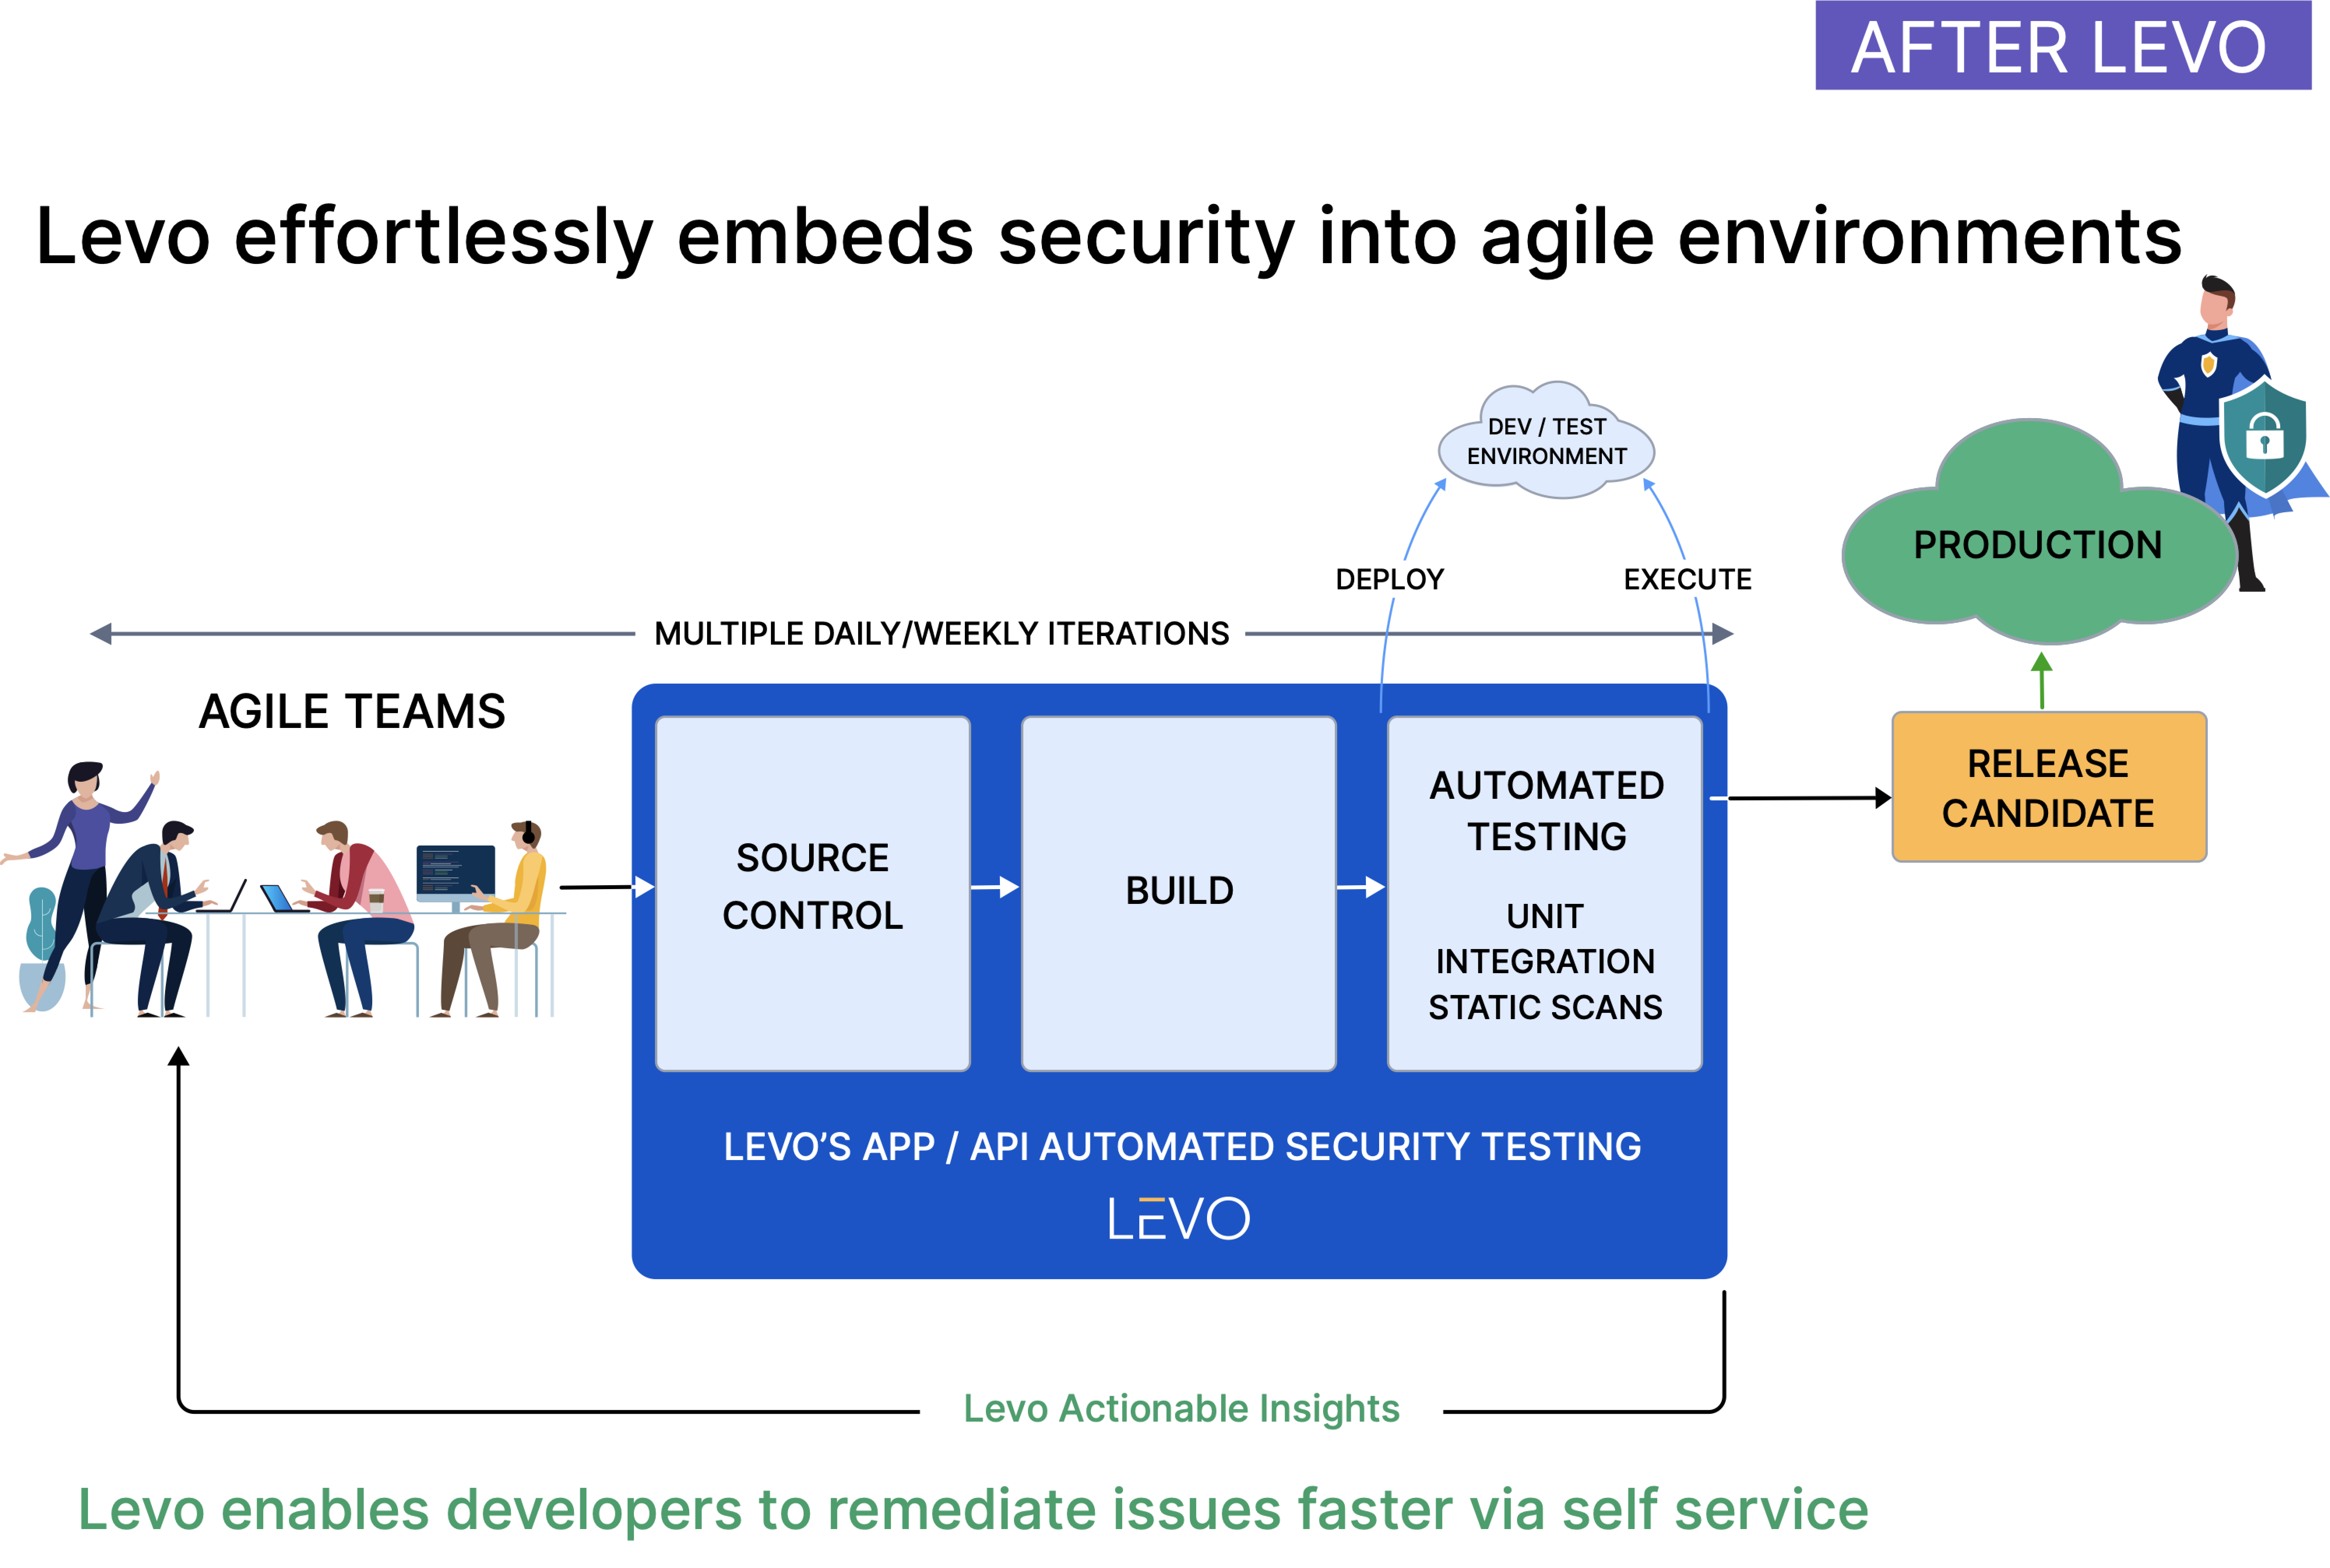 AFTER LEVO
Levo effortlessly embeds security into agile environments
DEV / TEST
ENVIRONMENT
PRODUCTION
DEPLOY
EXECUTE
MULTIPLE DAILY/WEEKLY ITERATIONS
AGILE TEAMS
SOURCE
CONTROL
BUILD
AUTOMATED
TESTING
UNIT
INTEGRATION
STATIC SCANS
RELEASE
CANDIDATE
LEVO’S APP / API AUTOMATED SECURITY TESTING
LEVO
Levo Actionable Insights
Levo enables developers to remediate issues faster via self service